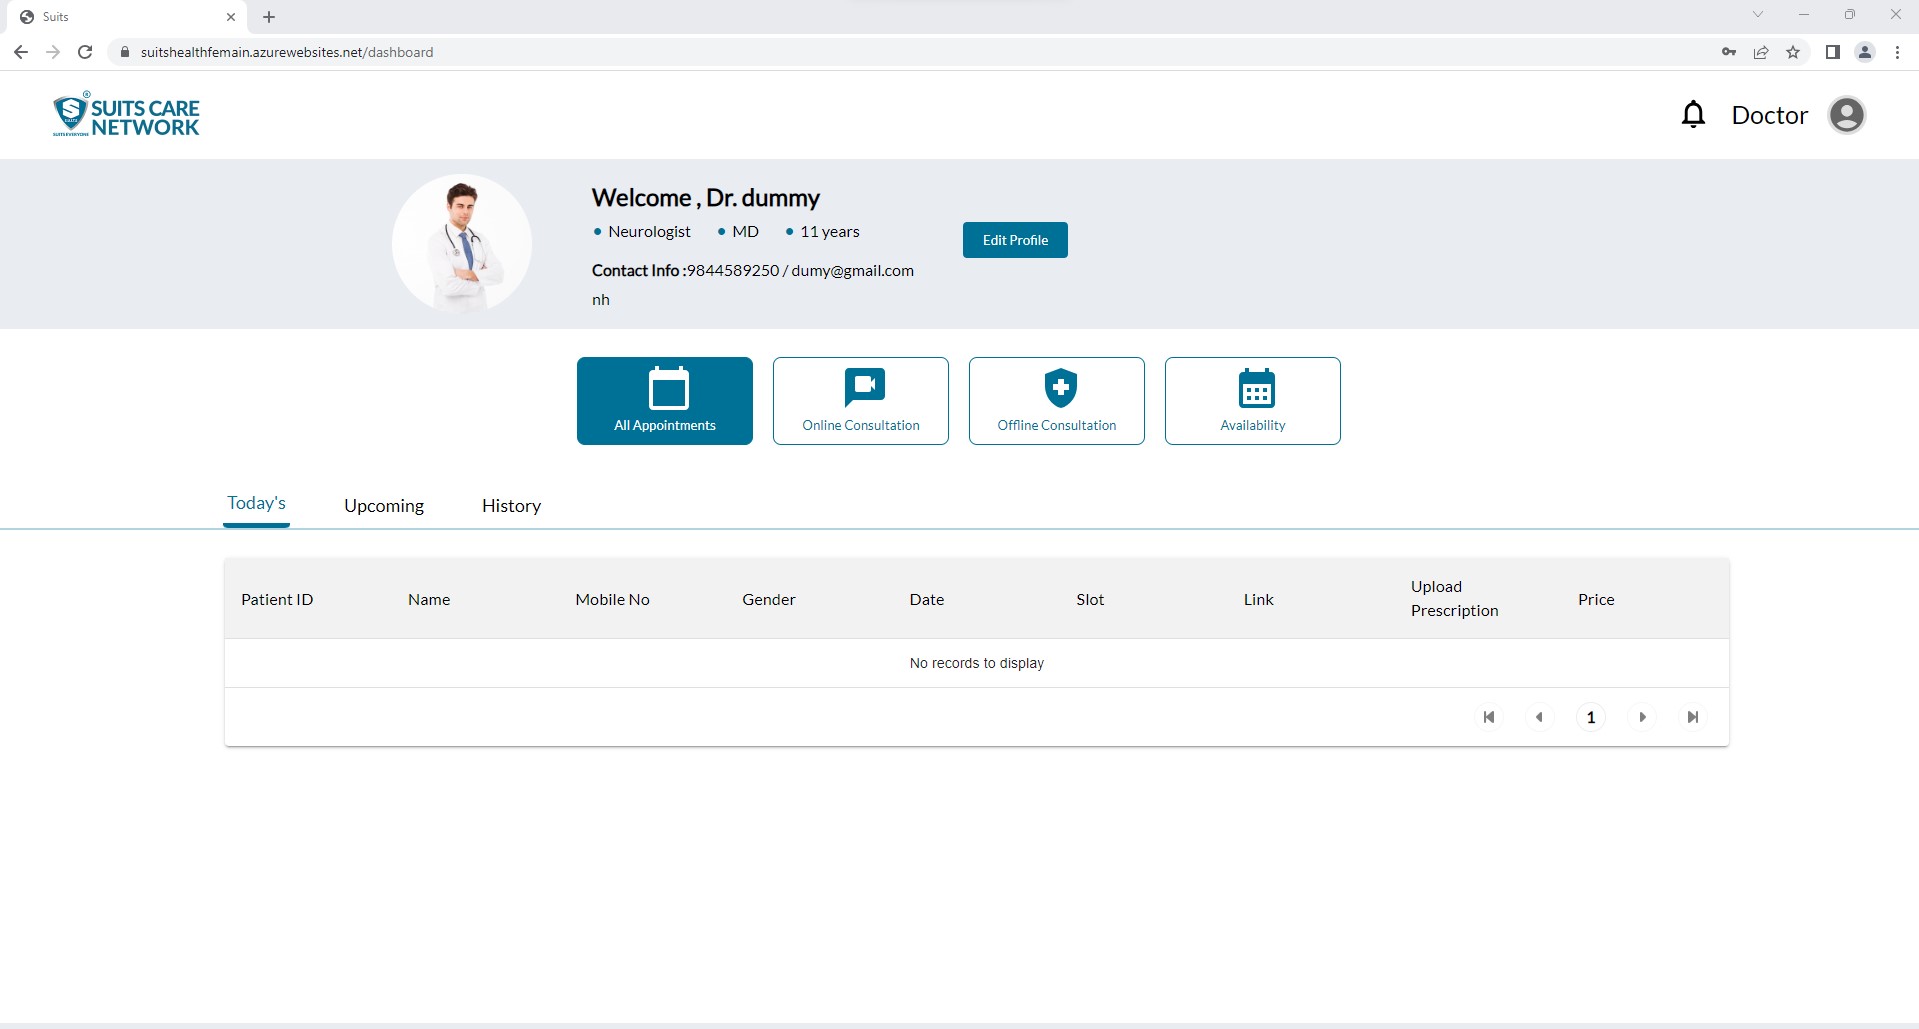 Suits
suitshealthfemain.azurewebsites.net/dashboard
SUITS CARE
NETWORK
Doctor
Welcome , Dr. dummy
Neurologist MD 11 years
Edit Profile
Contact Info :9844589250 / dumy@gmail.com
nh
All Appointments
Online Consultation
Offline Consultation
Availability
Today's
Upcoming
History
Patient ID
Name
Mobile No
Gender
Date
Slot
Link
Upload
Prescription
Price
No records to display
1